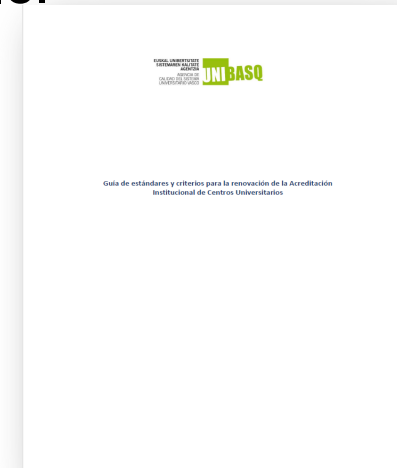 EUSKAL UNIBERTSITATE
SISTEMAREN KALITATE
AGENTZIA
AGENCIA DE
CALIDAD DEL SISTEMA
UNIVERSITARIO VASCO
UNIBASQ
Guía de estándares y criterios para la renovación de la Acreditación
Institucional de Centros Universitarios